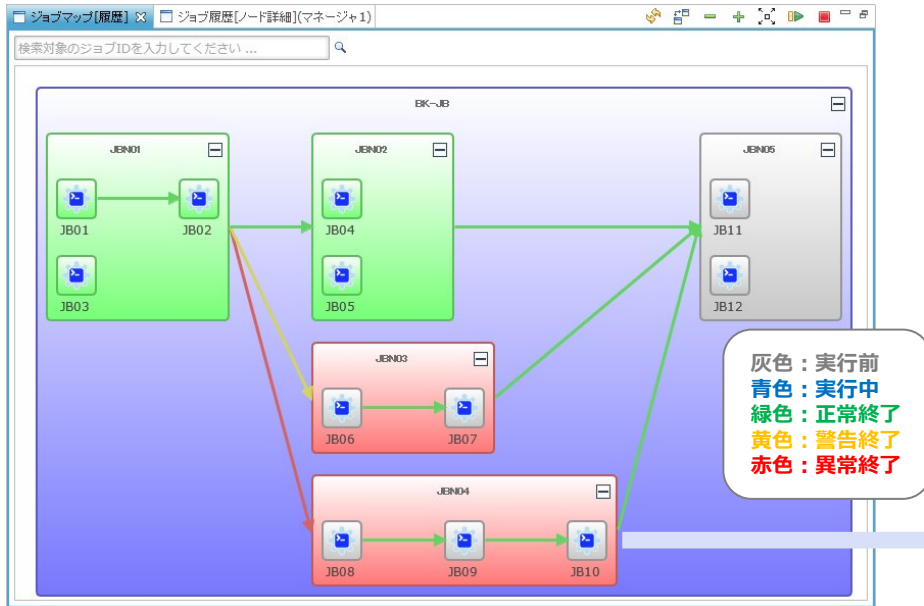 ジョブマップ[履歴]
ジョブ履歴[ノード詳細](マネージャ1)
検索対象のジョブIDを入力してください ...
BK-JB
JBN01
JBN02
JBN05
JB01
JB02
JB04
JB11
JB03
JB05
JB12
JBN03
JB06
JB07
JBN04
JB08
JB09
JB10
灰色：実行前
青色：実行中
緑色：正常終了
黄色：警告終了
赤色：異常終了